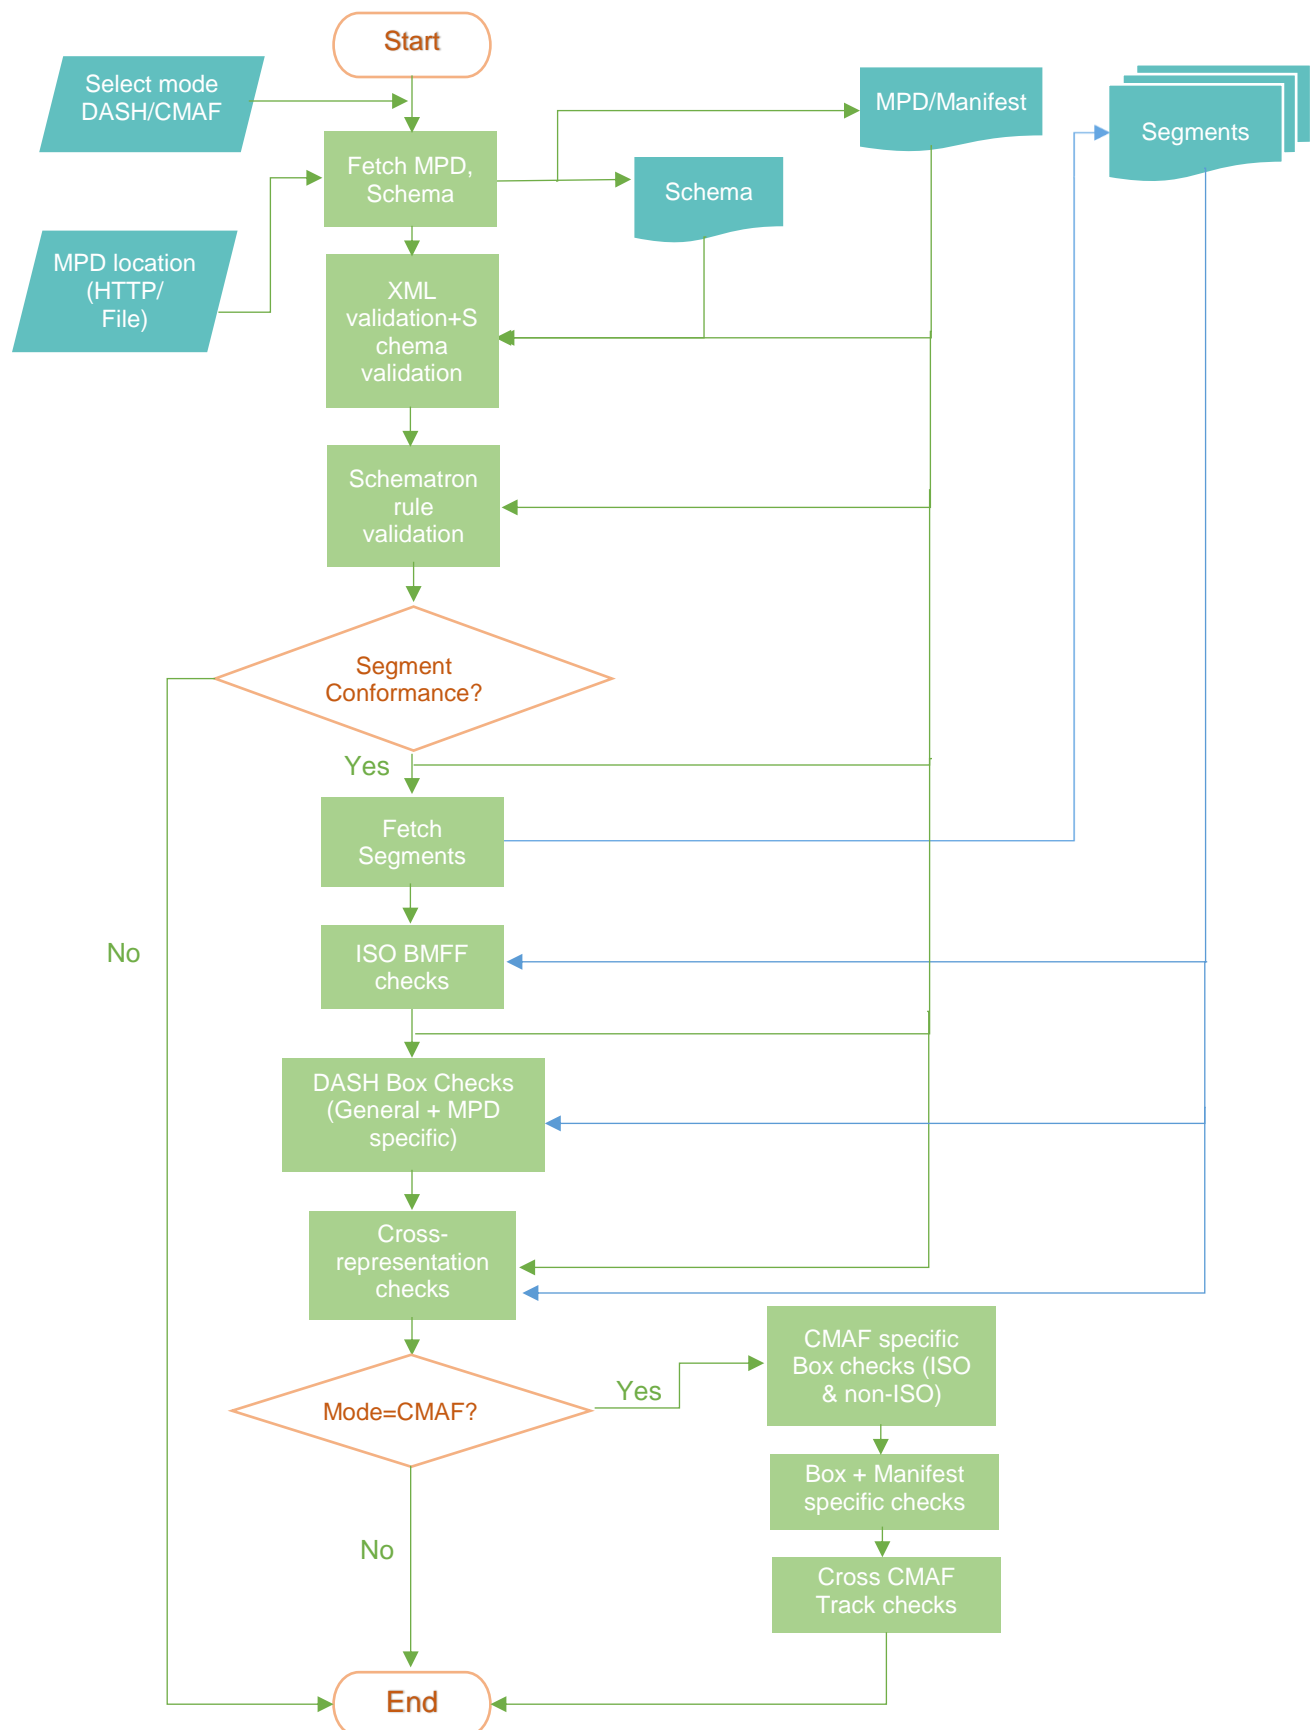 Start
Select mode
DASH/CMAF
MPD/Manifest
Segments
Fetch MPD,
Schema
Schema
MPD location
(HTTP/
File)
XML
validation+S
chema
validation
Schematron
rule
validation
Segment
Conformance?
Yes
Fetch
Segments
No
ISO BMFF
checks
DASH Box Checks
(General + MPD
specific)
Cross-
representation
checks
CMAF specific
Box checks (ISO
& non-ISO)
Mode=CMAF?
Yes
Box + Manifest
specific checks
No
Cross CMAF
Track checks
End